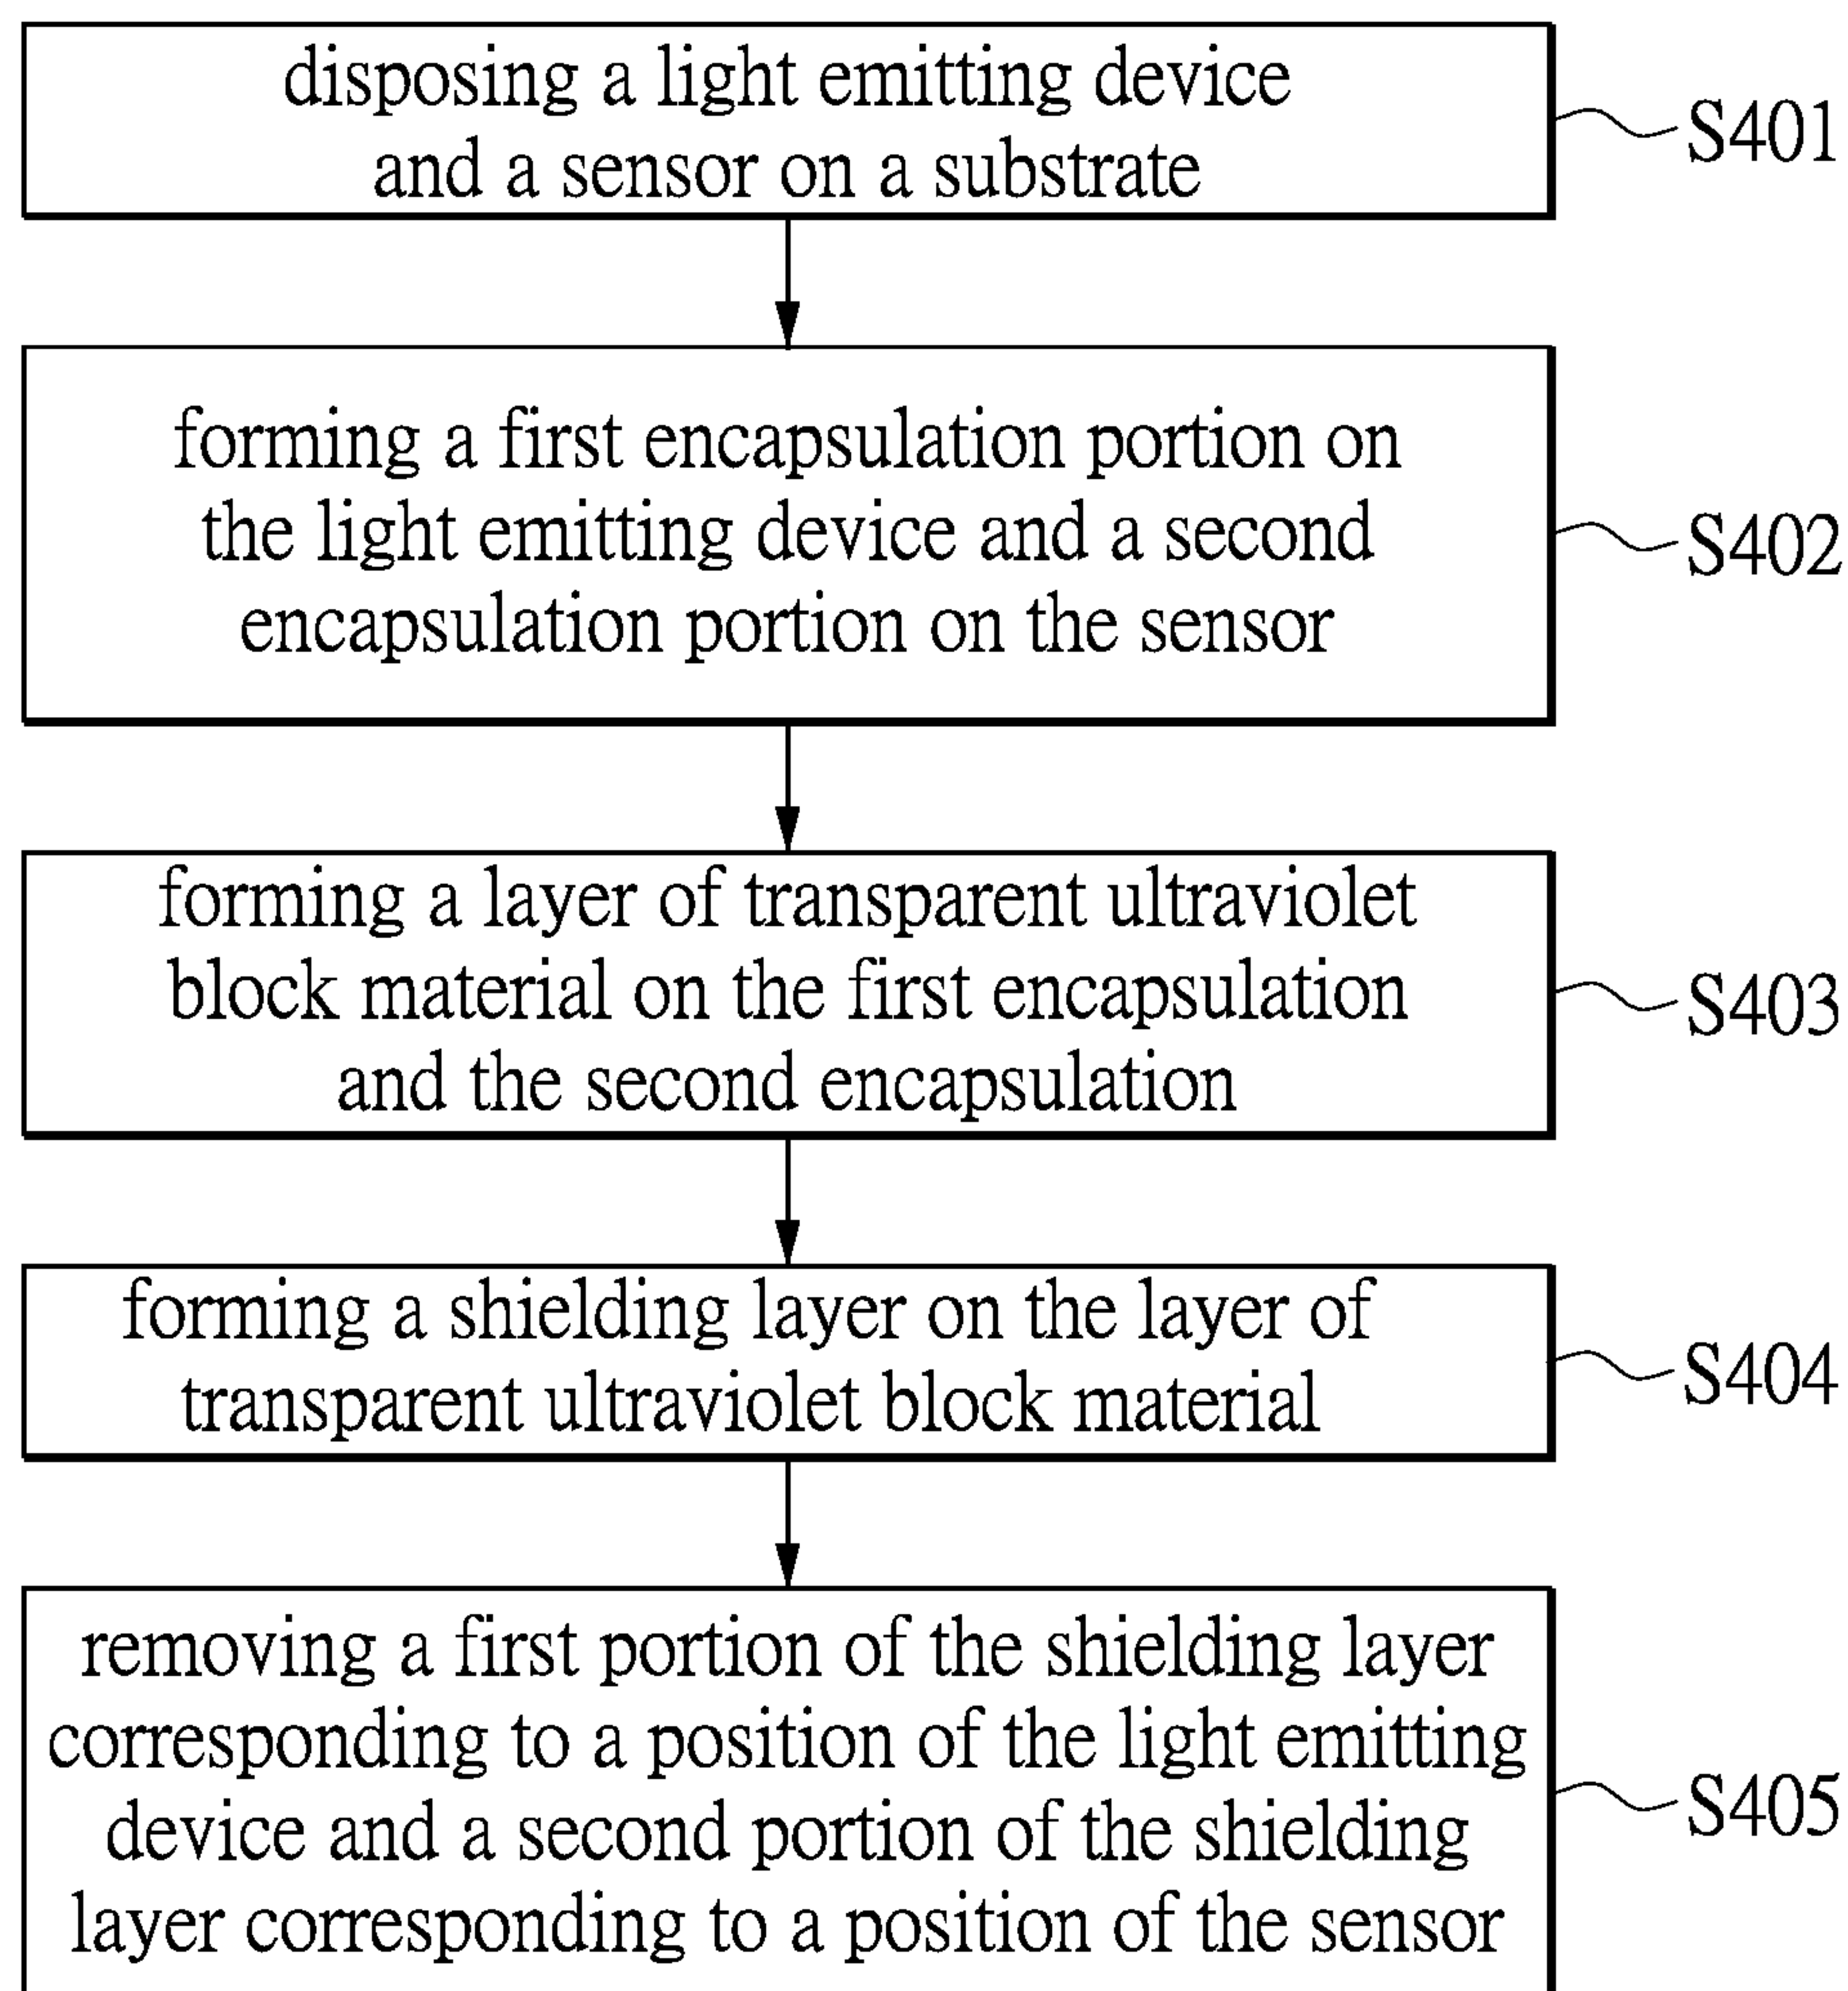 disposing a light emitting device
and a sensor on a substrate
S401
forming a first encapsulation portion on
the light emitting device and a second
encapsulation portion on the sensor
S402
forming a layer of transparent ultraviolet
block material on the first encapsulation
and the second encapsulation
S403
forming a shielding layer on the layer of
transparent ultraviolet block material
S404
removing a first portion of the shielding layer
corresponding to a position of the light emitting
device and a second portion of the shielding
layer corresponding to a position of the sensor
S405